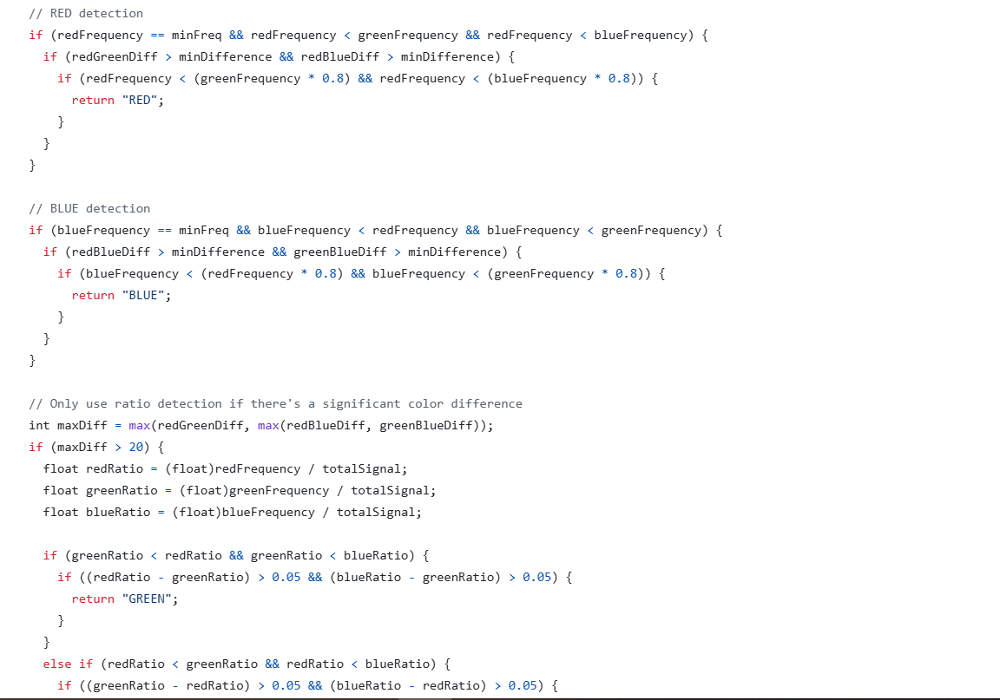 // RED detection
if (redFrequency == minFreq && redFrequency < greenFrequency && redFrequency < blueFrequency) {
if (redGreenDiff > minDifference && redBlueDiff > minDifference) {
if (redFrequency < (greenFrequency * 0.8) && redFrequency < (blueFrequency * 0.8)) {
return "RED";
}
}
}
// BLUE detection
if (blueFrequency == minFreq && blueFrequency < redFrequency && blueFrequency < greenFrequency) {
if (redBlueDiff > minDifference && greenBlueDiff > minDifference) {
if (blueFrequency < (redFrequency * 0.8) && blueFrequency < (greenFrequency * 0.8)) {
return "BLUE";
}
}
}
// Only use ratio detection if there's a significant color difference
int maxDiff = max(redGreenDiff, max(redBlueDiff, greenBlueDiff));
if (maxDiff > 20) {
float redRatio = (float)redFrequency / totalSignal;
float greenRatio = (float)greenFrequency / totalSignal;
float blueRatio = (float)blueFrequency / totalSignal;
if (greenRatio < redRatio && greenRatio < blueRatio) {
if ((redRatio - greenRatio) > 0.05 && (blueRatio - greenRatio) > 0.05) {
return "GREEN";
}
}
else if (redRatio < greenRatio && redRatio < blueRatio) {
if ((greenRatio - redRatio) > 0.05 && (blueRatio - redRatio) > 0.05) {